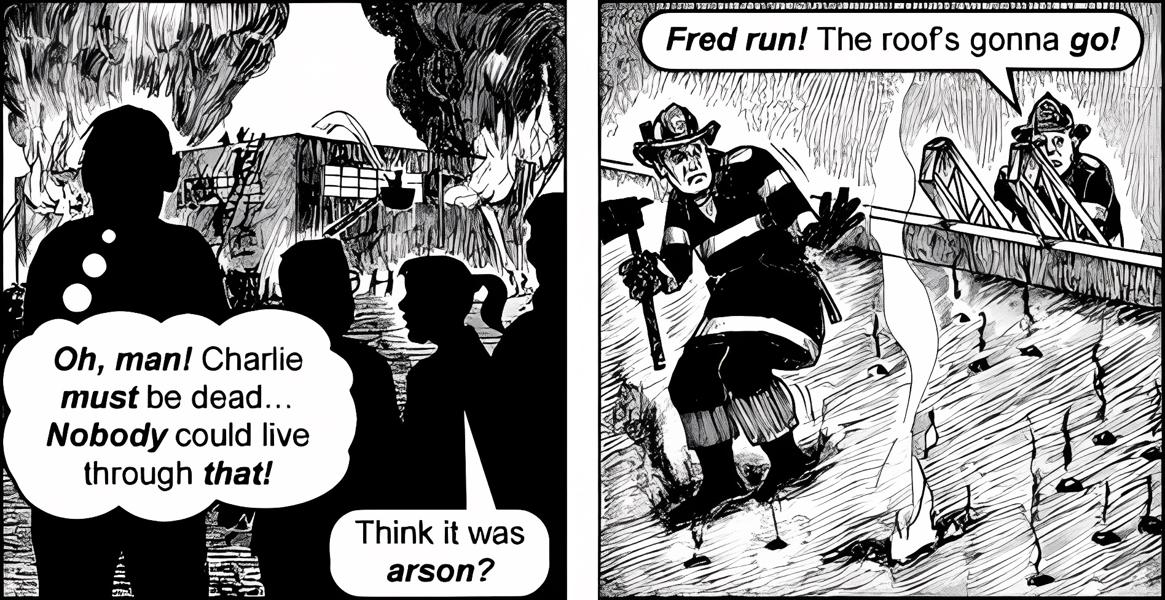 Oh, man! Charlie
must be dead...
Nobody could live
through that!
Think it was
arson?
Fred run! The roof's gonna go!